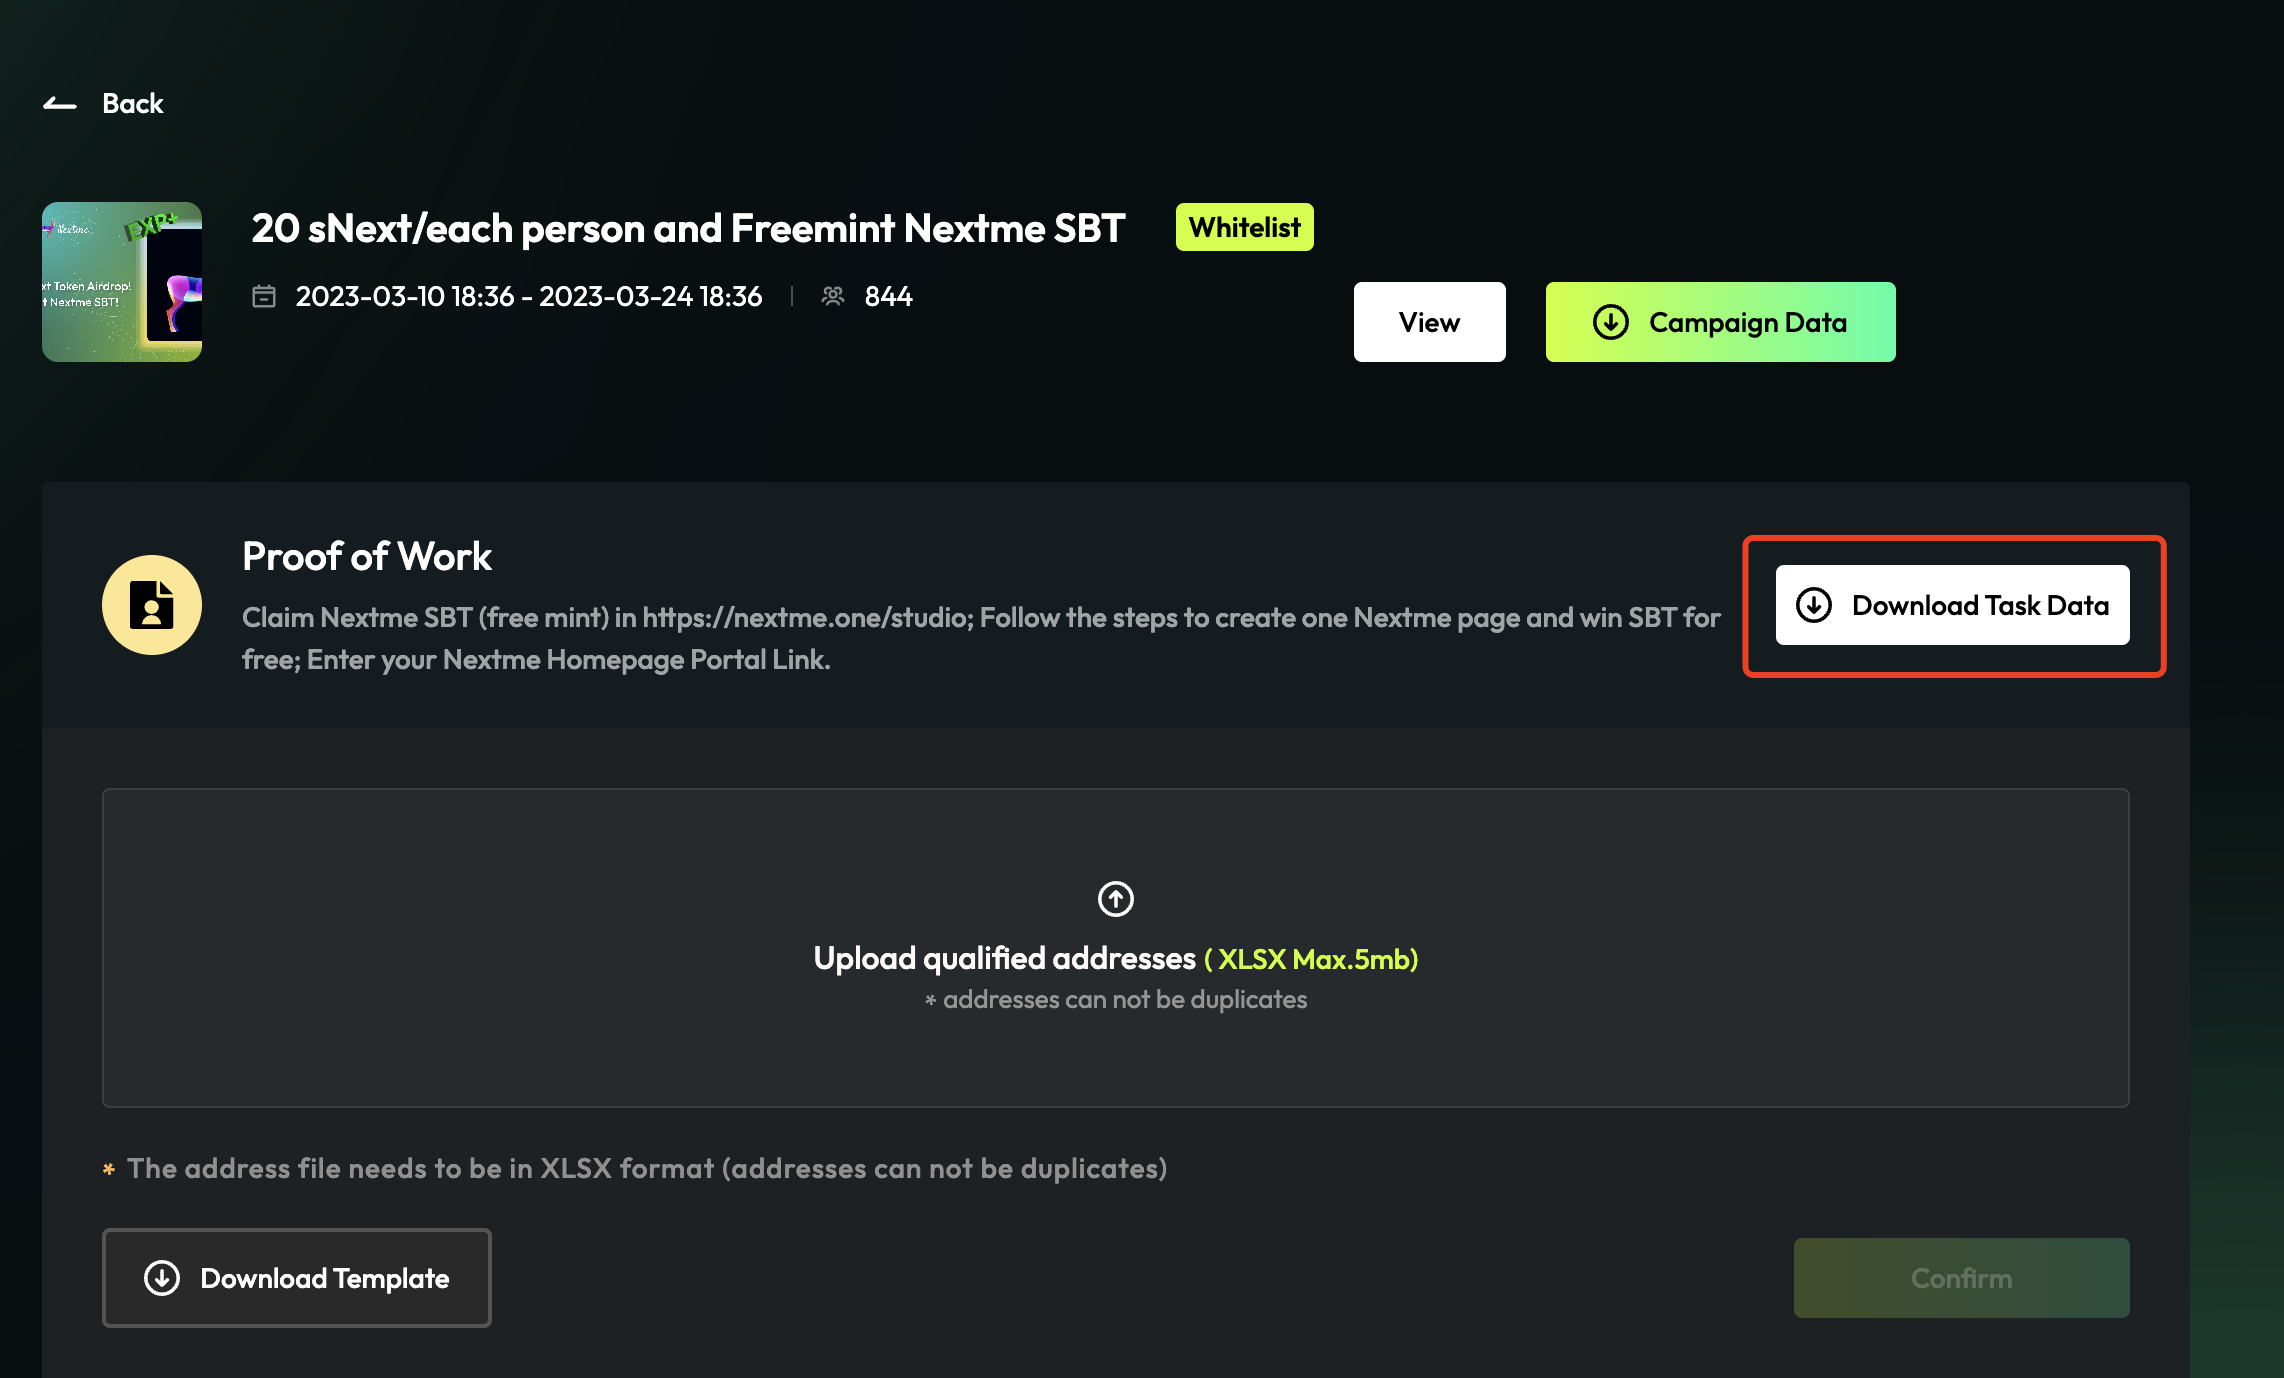 Back
Nextme
EXP+
xt Token Airdrop!
t Nextme SBT!
20 sNext/each person and Freemint Nextme SBT
Whitelist
2023-03-10 18:36 - 2023-03-24 18:36 | 844
View
Campaign Data
Proof of Work
Claim Nextme SBT (free mint) in https://nextme.one/studio; Follow the steps to create one Nextme page and win SBT for
free; Enter your Nextme Homepage Portal Link.
Download Task Data
Upload qualified addresses ( XLSX Max.5mb)
* addresses can not be duplicates
* The address file needs to be in XLSX format (addresses can not be duplicates)
Download Template
Confirm